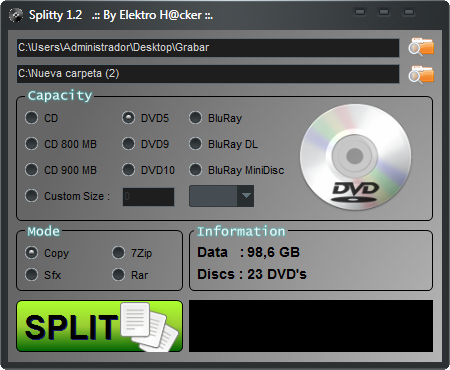 Splitty 1.2 .:: By Elektro H@cker ::.
C:\Users\Administrador\Desktop\Grabar
C:\Nueva carpeta (2)
Capacity
CD DVD5 BluRay
CD 800 MB DVD9 BluRay DL
CD 900 MB DVD10 BluRay MiniDisc
Custom Size : 0
DVD
Mode
Copy 7Zip
Sfx Rar
Information
Data : 98,6 GB
Discs : 23 DVD's
SPLIT